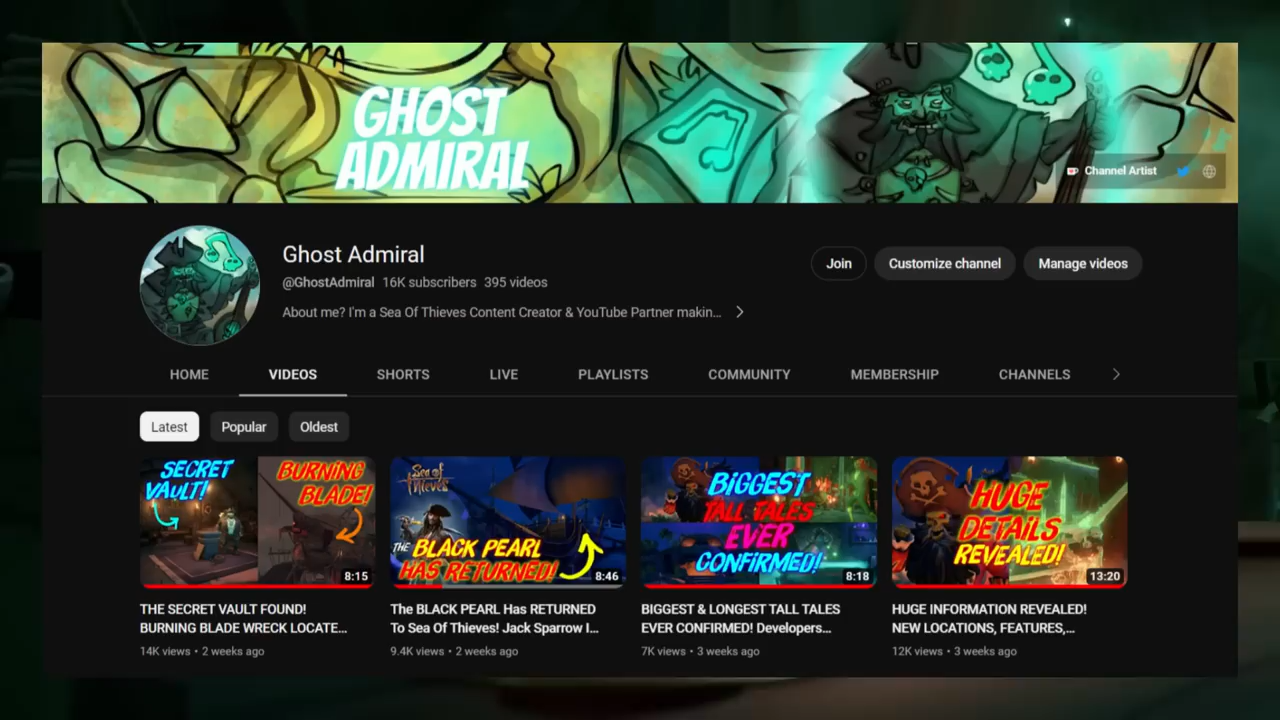 GHOST
ADMIRAL
Channel Artist
Ghost Admiral
@GhostAdmiral 16K subscribers 395 videos
About me? I'm a Sea Of Thieves Content Creator & YouTube Partner makin...
Join
Customize channel
Manage videos
HOME
VIDEOS
SHORTS
LIVE
PLAYLISTS
COMMUNITY
MEMBERSHIP
CHANNELS
Latest
Popular
Oldest
SECRET
VAULT!
BURNING
BLADE!
8:15
Sea of
Thieves
THE BLACK PEARL
HAS RETURNED!
8:46
BIGGEST
TALL TALES
EVER
CONFIRMED!
8:18
HUGE
DETAILS
REVEALED!
13:20
THE SECRET VAULT FOUND!
BURNING BLADE WRECK LOCATE...
14K views • 2 weeks ago
The BLACK PEARL Has RETURNED
To Sea Of Thieves! Jack Sparrow I...
9.4K views • 2 weeks ago
BIGGEST & LONGEST TALL TALES
EVER CONFIRMED! Developers...
7K views • 3 weeks ago
HUGE INFORMATION REVEALED!
NEW LOCATIONS, FEATURES,...
12K views • 3 weeks ago